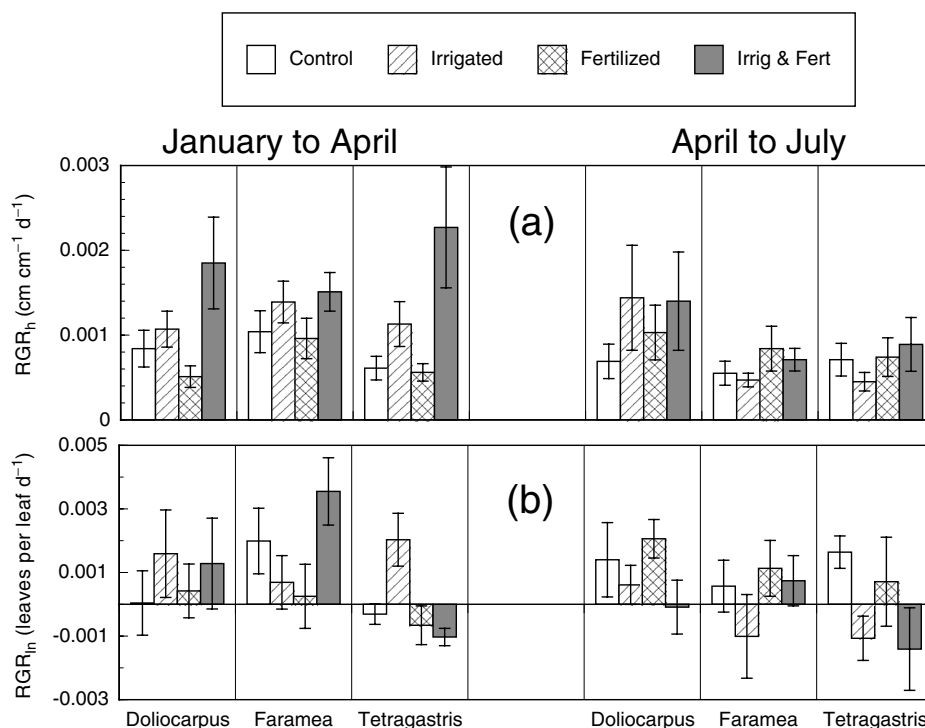 Control Irrigated Fertilized Irrig & Fert
January to April April to July
RGRh (cm cm⁻¹ d⁻¹)
0.003
0.002
0.001
0
(a)
RGRln (leaves per leaf d⁻¹)
0.005
0.003
0.001
-0.001
-0.003
(b)
Doliocarpus Faramea Tetragastris Doliocarpus Faramea Tetragastris